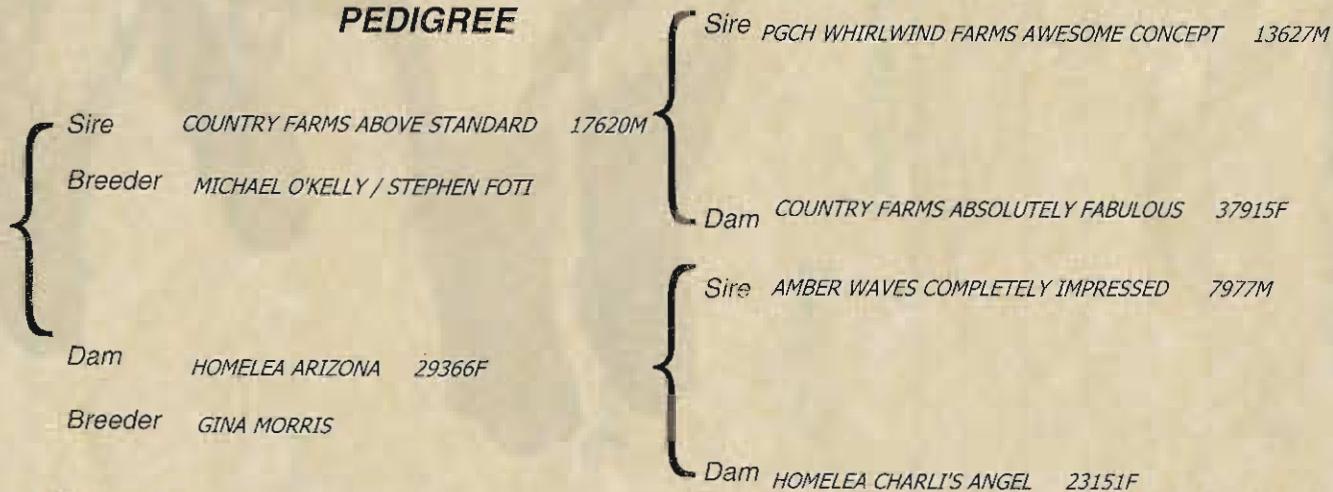 PEDIGREE
Sire PGCH WHIRLWIND FARMS AWESOME CONCEPT 13627M
Sire COUNTRY FARMS ABOVE STANDARD 17620M
Breeder MICHAEL O'KELLY / STEPHEN FOTI
Dam COUNTRY FARMS ABSOLUTELY FABULOUS 37915F
Sire AMBER WAVES COMPLETELY IMPRESSED 7977M
Dam HOMELEA ARIZONA 29366F
Breeder GINA MORRIS
Dam HOMELEA CHARLI'S ANGEL 23151F